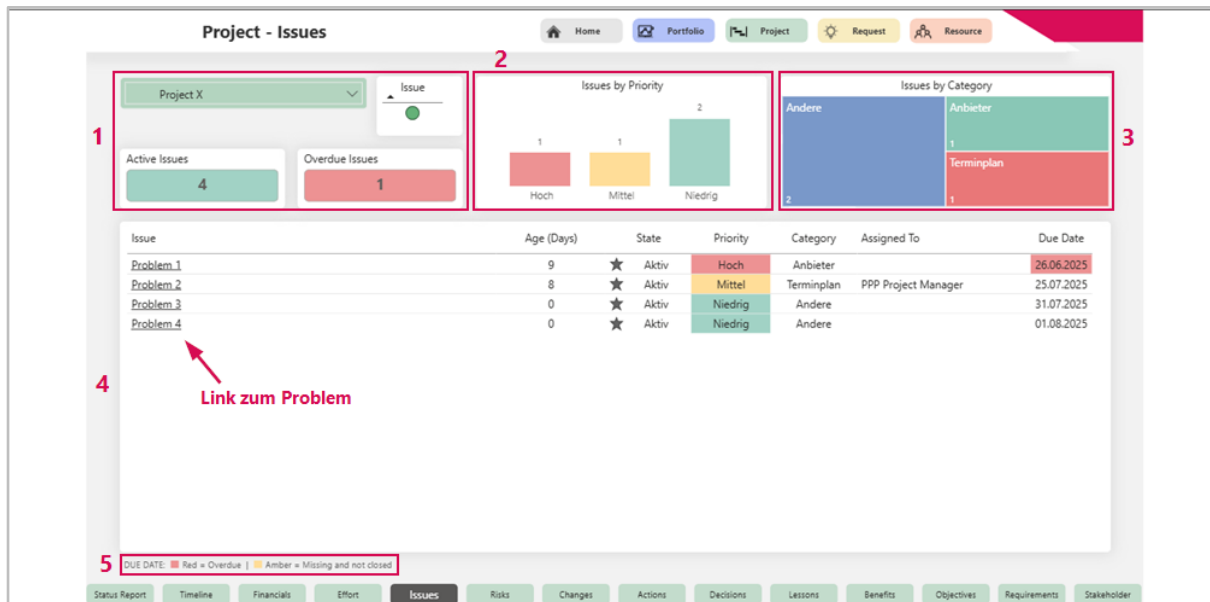 Project - Issues
Home
Portfolio
Project
Request
Resource
1
2
3
Project X
Issue
Active Issues
4
Overdue Issues
1
Issues by Priority
1
1
2
Hoch
Mittel
Niedrig
Issues by Category
Andere
2
Anbieter
1
Terminplan
1
Issue Age (Days) State Priority Category Assigned To Due Date
Problem 1 9 Aktiv Hoch Anbieter 26.06.2025
Problem 2 8 Aktiv Mittel Terminplan PPP Project Manager 25.07.2025
Problem 3 0 Aktiv Niedrig Andere 31.07.2025
Problem 4 0 Aktiv Niedrig Andere 01.08.2025
4
Link zum Problem
5
DUE DATE: Red = Overdue | Amber = Missing and not closed
Status Report Timeline Financials Effort Issues Risks Changes Actions Decisions Lessons Benefits Objectives Requirements Stakeholder